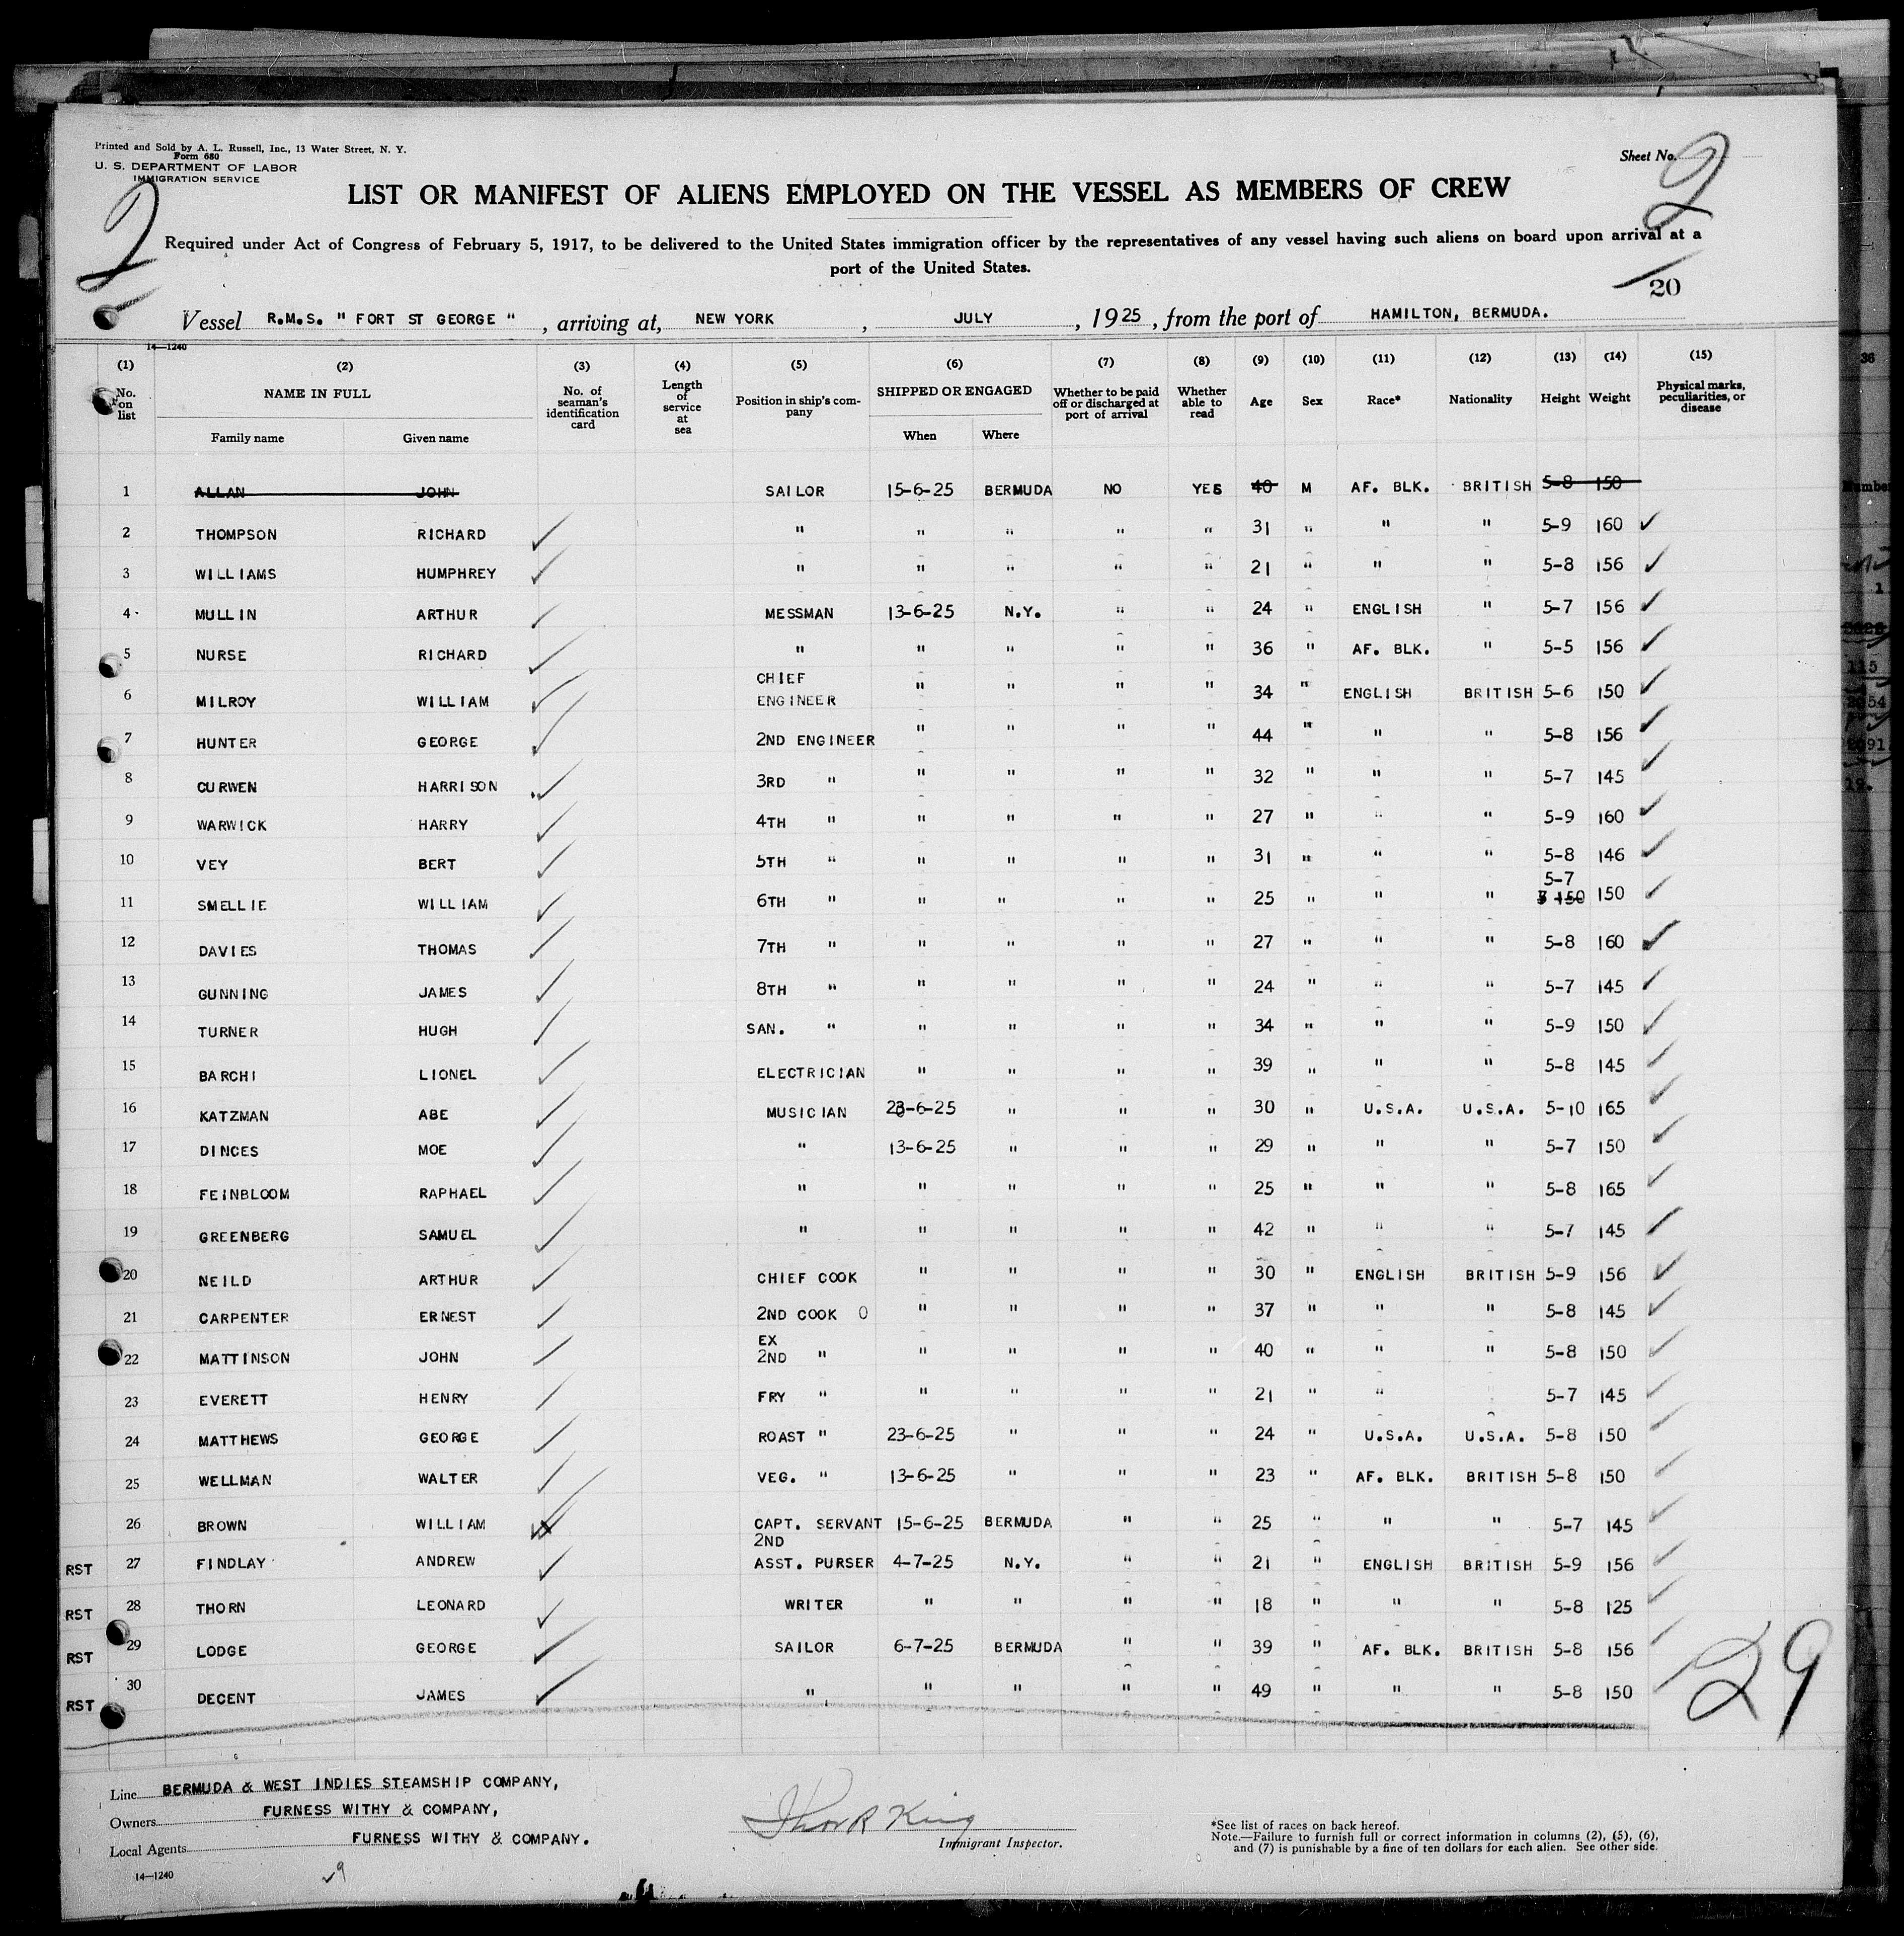 Printed and Sold by A. L. Russell, Inc., 13 Water Street, N. Y.
Form 680
U. S. DEPARTMENT OF LABOR
IMMIGRATION SERVICE
Sheet No. 2
2
LIST OR MANIFEST OF ALIENS EMPLOYED ON THE VESSEL AS MEMBERS OF CREW
Required under Act of Congress of February 5, 1917, to be delivered to the United States immigration officer by the representatives of any vessel having such aliens on board upon arrival at a
port of the United States.
20
Vessel R.M.S. " FORT ST GEORGE " , arriving at, NEW YORK , JULY , 1925 , from the port of HAMILTON, BERMUDA.
14—1240
(1) (2) (3) (4) (5) (6) (7) (8) (9) (10) (11) (12) (13) (14) (15)
No. on list NAME IN FULL Family name Given name No. of seaman's identification card Length of service at sea Position in ship's company SHIPPED OR ENGAGED When Where Whether to be paid off or discharged at port of arrival Whether able to read Age Sex Race* Nationality Height Weight Physical marks, peculiarities, or disease
1 ALLAN JOHN SAILOR 15-6-25 BERMUDA NO YES 40 M AF. BLK. BRITISH 5-8 150
2 THOMPSON RICHARD " " " " " 31 " " " 5-9 160
3 WILLIAMS HUMPHREY " " " " " 21 " " " 5-8 156
4 MULLIN ARTHUR MESSMAN 13-6-25 N.Y. " " 24 " ENGLISH " 5-7 156
5 NURSE RICHARD " " " " " 36 " AF. BLK. " 5-5 156
6 MILROY WILLIAM CHIEF ENGINEER " " " " 34 " ENGLISH BRITISH 5-6 150
7 HUNTER GEORGE 2ND ENGINEER " " " " 44 " " " 5-8 156
8 CURWEN HARRISON 3RD " " " " " 32 " " " 5-7 145
9 WARWICK HARRY 4TH " " " " " 27 " " " 5-9 160
10 VEY BERT 5TH " " " " " 31 " " " 5-8 146
11 SMELLIE WILLIAM 6TH " " " " " 25 " " " 5-7 150
12 DAVIES THOMAS 7TH " " " " " 27 " " " 5-8 160
13 GUNNING JAMES 8TH " " " " " 24 " " " 5-7 145
14 TURNER HUGH SAN. " " " " " 34 " " " 5-9 150
15 BARCHI LIONEL ELECTRICIAN " " " " 39 " " " 5-8 145
16 KATZMAN ABE MUSICIAN 23-6-25 " " " 30 " U.S.A. U.S.A. 5-10 165
17 DINCES MOE " 13-6-25 " " " 29 " " " 5-7 150
18 FEINBLOOM RAPHAEL " " " " " 25 " " " 5-8 165
19 GREENBERG SAMUEL " " " " " 42 " " " 5-7 145
20 NEILD ARTHUR CHIEF COOK " " " " 30 " ENGLISH BRITISH 5-9 156
21 CARPENTER ERNEST 2ND COOK 0 " " " " 37 " " " 5-8 145
22 MATTINSON JOHN EX 2ND " " " " " 40 " " " 5-8 150
23 EVERETT HENRY FRY " " " " " 21 " " 5-7 145
24 MATTHEWS GEORGE ROAST " 23-6-25 " " " 24 " U.S.A. U.S.A. 5-8 150
25 WELLMAN WALTER VEG. " 13-6-25 " " " 23 " AF. BLK. BRITISH 5-8 150
26 BROWN WILLIAM CAPT. SERVANT 15-6-25 BERMUDA " " 25 " " " 5-7 145
RST 27 FINDLAY ANDREW 2ND ASST. PURSER 4-7-25 N.Y. " " 21 " ENGLISH BRITISH 5-9 156
RST 28 THORN LEONARD WRITER " " " " 18 " " " 5-8 125
RST 29 LODGE GEORGE SAILOR 6-7-25 BERMUDA " " 39 " AF. BLK. BRITISH 5-8 156
RST 30 DECENT JAMES " " " " " 49 " " " 5-8 150
29
Line BERMUDA & WEST INDIES STEAMSHIP COMPANY,
Owners FURNESS WITHY & COMPANY,
Local Agents FURNESS WITHY & COMPANY.
King
Immigrant Inspector.
*See list of races on back hereof.
Note.—Failure to furnish full or correct information in columns (2), (5), (6),
and (7) is punishable by a fine of ten dollars for each alien. See other side.
14—1240